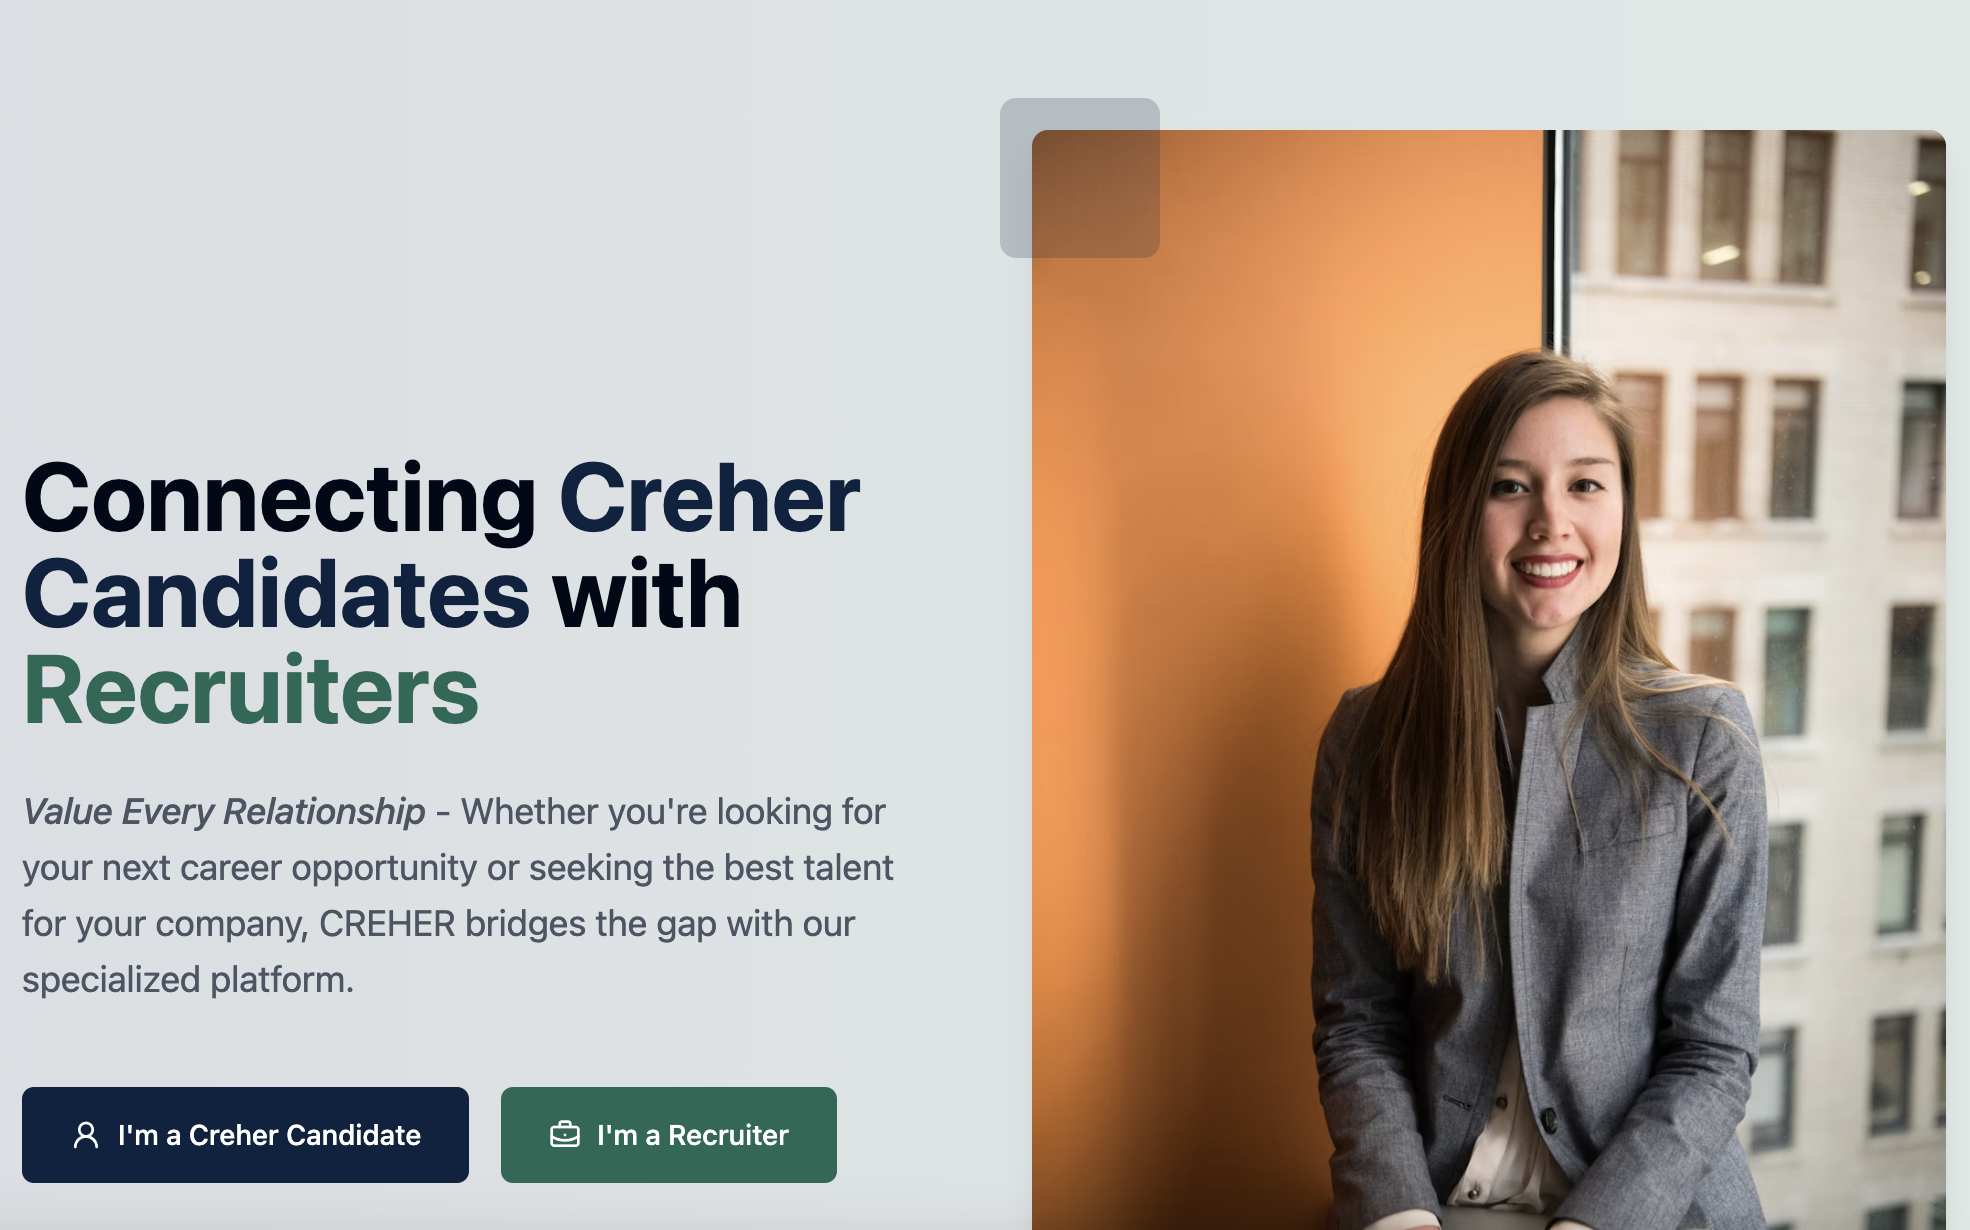 Connecting Creher
Candidates with
Recruiters
Value Every Relationship - Whether you're looking for
your next career opportunity or seeking the best talent
for your company, CREHER bridges the gap with our
specialized platform.
I'm a Creher Candidate
I'm a Recruiter